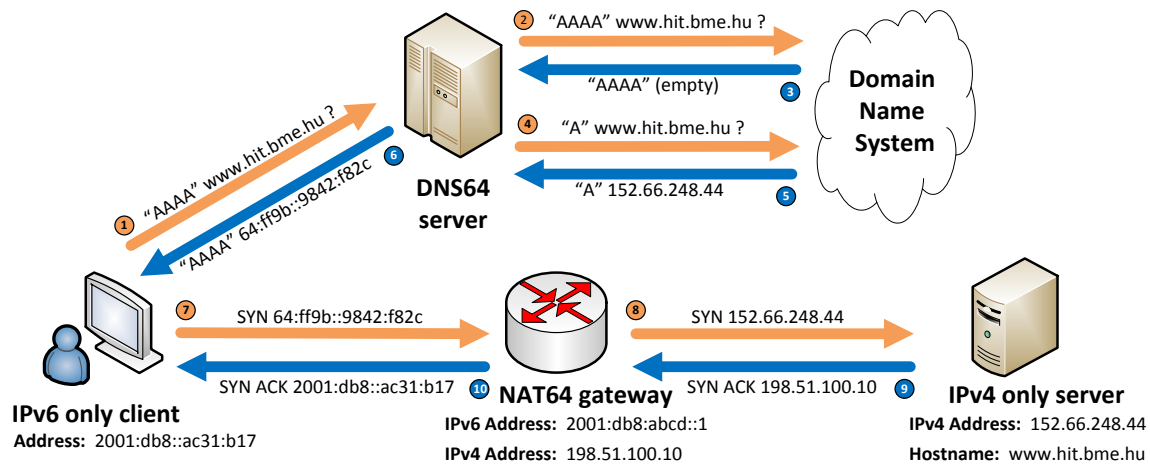 2 "AAAA" www.hit.bme.hu ?
"AAAA" (empty) 3
Domain
Name
System
4 "A" www.hit.bme.hu ?
"A" 152.66.248.44 5
DNS64
server
1 "AAAA" www.hit.bme.hu ?
6 "AAAA" 64:ff9b::9842:f82c
7 SYN 64:ff9b::9842:f82c
8 SYN 152.66.248.44
SYN ACK 2001:db8::ac31:b17 10
SYN ACK 198.51.100.10 9
IPv6 only client
Address: 2001:db8::ac31:b17
NAT64 gateway
IPv6 Address: 2001:db8:abcd::1
IPv4 Address: 198.51.100.10
IPv4 only server
IPv4 Address: 152.66.248.44
Hostname: www.hit.bme.hu